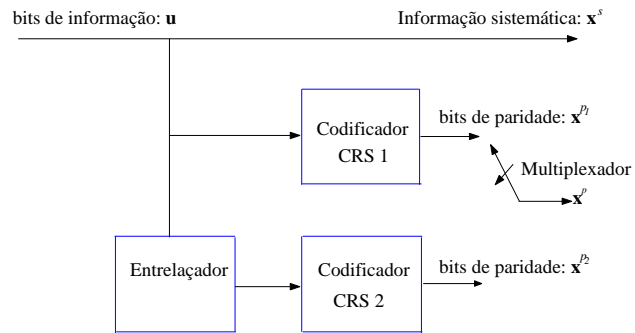 bits de informação: u
Informação sistemática: x^s
Codificador
CRS 1
bits de paridade: x^p1
Multiplexador
x^p
Entrelaçador
Codificador
CRS 2
bits de paridade: x^p2